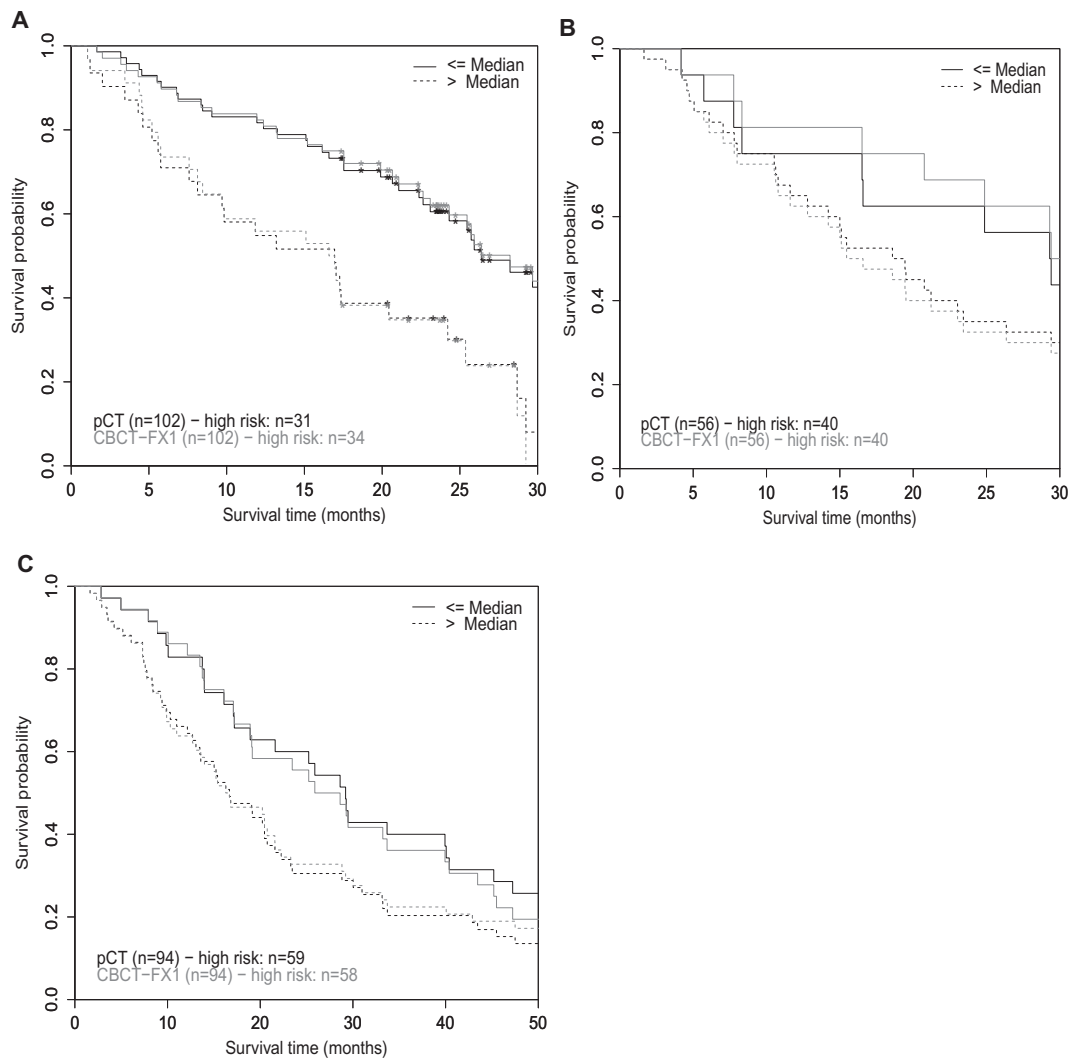 A
1.0
0.8
0.6
0.4
0.2
0.0
Survival probability
<= Median
> Median
pCT (n=102) − high risk: n=31
CBCT−FX1 (n=102) − high risk: n=34
0 5 10 15 20 25 30
Survival time (months)
B
1.0
0.8
0.6
0.4
0.2
0.0
Survival probability
<= Median
> Median
pCT (n=56) − high risk: n=40
CBCT−FX1 (n=56) − high risk: n=40
0 5 10 15 20 25 30
Survival time (months)
C
1.0
0.8
0.6
0.4
0.2
0.0
Survival probability
<= Median
> Median
pCT (n=94) − high risk: n=59
CBCT−FX1 (n=94) − high risk: n=58
0 10 20 30 40 50
Survival time (months)